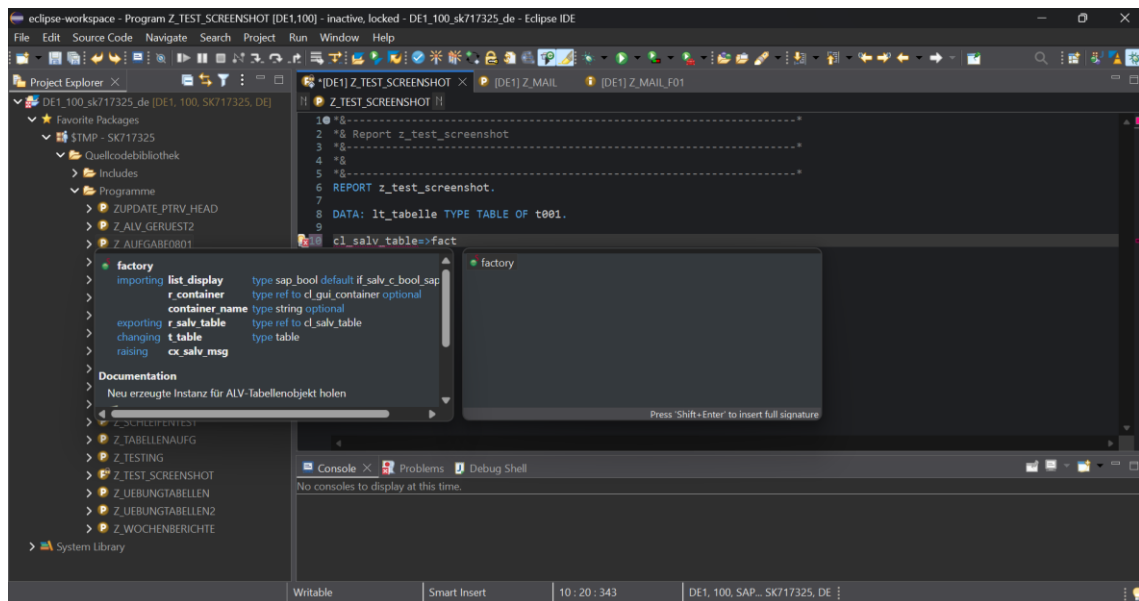 eclipse-workspace - Program Z_TEST_SCREENSHOT [DE1,100] - inactive, locked - DE1_100_sk717325_de - Eclipse IDE
File Edit Source Code Navigate Search Project Run Window Help
Project Explorer
*[DE1] Z_TEST_SCREENSHOT
[DE1] Z_MAIL
[DE1] Z_MAIL_F01
DE1_100_sk717325_de [DE1, 100, SK717325, DE]
Favorite Packages
$TMP - SK717325
Quellcodebibliothek
Includes
Programme
ZUPDATE_PTRV_HEAD
Z_ALV_GERUEST2
Z_AUFGABE0801
Z_SCHLEIFENTEST
Z_TABELLENAUFG
Z_TESTING
Z_TEST_SCREENSHOT
Z_UEBUNGTABELLEN
Z_UEBUNGTABELLEN2
Z_WOCHENBERICHTE
System Library
Z_TEST_SCREENSHOT
1 *&---------------------------------------------------------------------*
2 *& Report z_test_screenshot
3 *&---------------------------------------------------------------------*
4 *&
5 *&---------------------------------------------------------------------*
6 REPORT z_test_screenshot.
7
8 DATA: lt_tabelle TYPE TABLE OF t001.
9
10 cl_salv_table=>fact
factory
importing list_display type sap_bool default if_salv_c_bool_sap
r_container type ref to cl_gui_container optional
container_name type string optional
exporting r_salv_table type ref to cl_salv_table
changing t_table type table
raising cx_salv_msg
Documentation
Neu erzeugte Instanz für ALV-Tabellenobjekt holen
factory
Press 'Shift+Enter' to insert full signature
Console
Problems
Debug Shell
No consoles to display at this time.
Writable
Smart Insert
10 : 20 : 343
DE1, 100, SAP... SK717325, DE